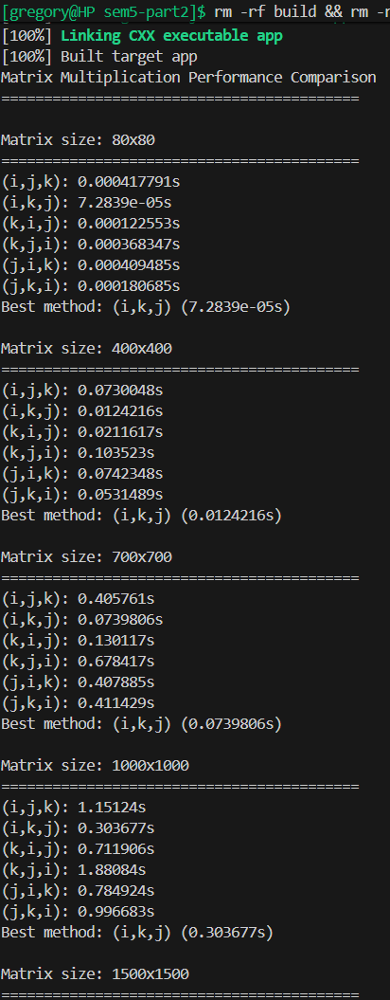 [gregory@HP sem5-part2]$ rm -rf build && rm -r
[100%] Linking CXX executable app
[100%] Built target app
Matrix Multiplication Performance Comparison
=========================================

Matrix size: 80x80
=========================================
(i,j,k): 0.000417791s
(i,k,j): 7.2839e-05s
(k,i,j): 0.000122553s
(k,j,i): 0.000368347s
(j,i,k): 0.000409485s
(j,k,i): 0.000180685s
Best method: (i,k,j) (7.2839e-05s)

Matrix size: 400x400
=========================================
(i,j,k): 0.0730048s
(i,k,j): 0.0124216s
(k,i,j): 0.0211617s
(k,j,i): 0.103523s
(j,i,k): 0.0742348s
(j,k,i): 0.0531489s
Best method: (i,k,j) (0.0124216s)

Matrix size: 700x700
=========================================
(i,j,k): 0.405761s
(i,k,j): 0.0739806s
(k,i,j): 0.130117s
(k,j,i): 0.678417s
(j,i,k): 0.407885s
(j,k,i): 0.411429s
Best method: (i,k,j) (0.0739806s)

Matrix size: 1000x1000
=========================================
(i,j,k): 1.15124s
(i,k,j): 0.303677s
(k,i,j): 0.711906s
(k,j,i): 1.88084s
(j,i,k): 0.784924s
(j,k,i): 0.996683s
Best method: (i,k,j) (0.303677s)

Matrix size: 1500x1500
=========================================